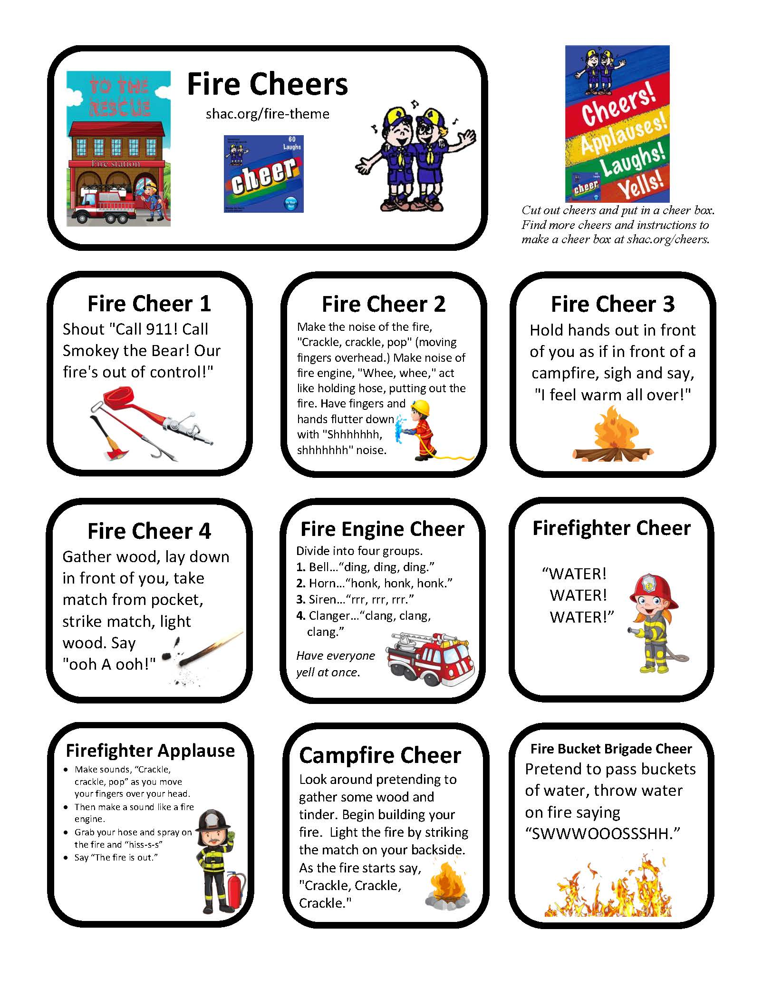 TO THE
RESCUE
Fire station
Fire Cheers
shac.org/fire-theme
60
Laughs
cheer
Do Your
Best
Cheers!
Applauses!
Laughs!
Yells!
60
Laughs
cheer
Cut out cheers and put in a cheer box.
Find more cheers and instructions to
make a cheer box at shac.org/cheers.
Fire Cheer 1
Shout "Call 911! Call
Smokey the Bear! Our
fire's out of control!"
Fire Cheer 2
Make the noise of the fire,
"Crackle, crackle, pop" (moving
fingers overhead.) Make noise of
fire engine, "Whee, whee," act
like holding hose, putting out the
fire. Have fingers and
hands flutter down
with "Shhhhhhh,
shhhhhhh" noise.
Fire Cheer 3
Hold hands out in front
of you as if in front of a
campfire, sigh and say,
"I feel warm all over!"
Fire Cheer 4
Gather wood, lay down
in front of you, take
match from pocket,
strike match, light
wood. Say
"ooh A ooh!"
Fire Engine Cheer
Divide into four groups.
1. Bell…“ding, ding, ding.”
2. Horn…“honk, honk, honk.”
3. Siren…“rrr, rrr, rrr.”
4. Clanger…“clang, clang,
clang.”
Have everyone
yell at once.
Firefighter Cheer
“WATER!
WATER!
WATER!”
Firefighter Applause
• Make sounds, “Crackle,
crackle, pop” as you move
your fingers over your head.
• Then make a sound like a fire
engine.
• Grab your hose and spray on
the fire and “hiss-s-s”
• Say “The fire is out.”
Campfire Cheer
Look around pretending to
gather some wood and
tinder. Begin building your
fire.  Light the fire by striking
the match on your backside.
As the fire starts say,
"Crackle, Crackle,
Crackle."
Fire Bucket Brigade Cheer
Pretend to pass buckets
of water, throw water
on fire saying
“SWWWOOOSSSHH.”